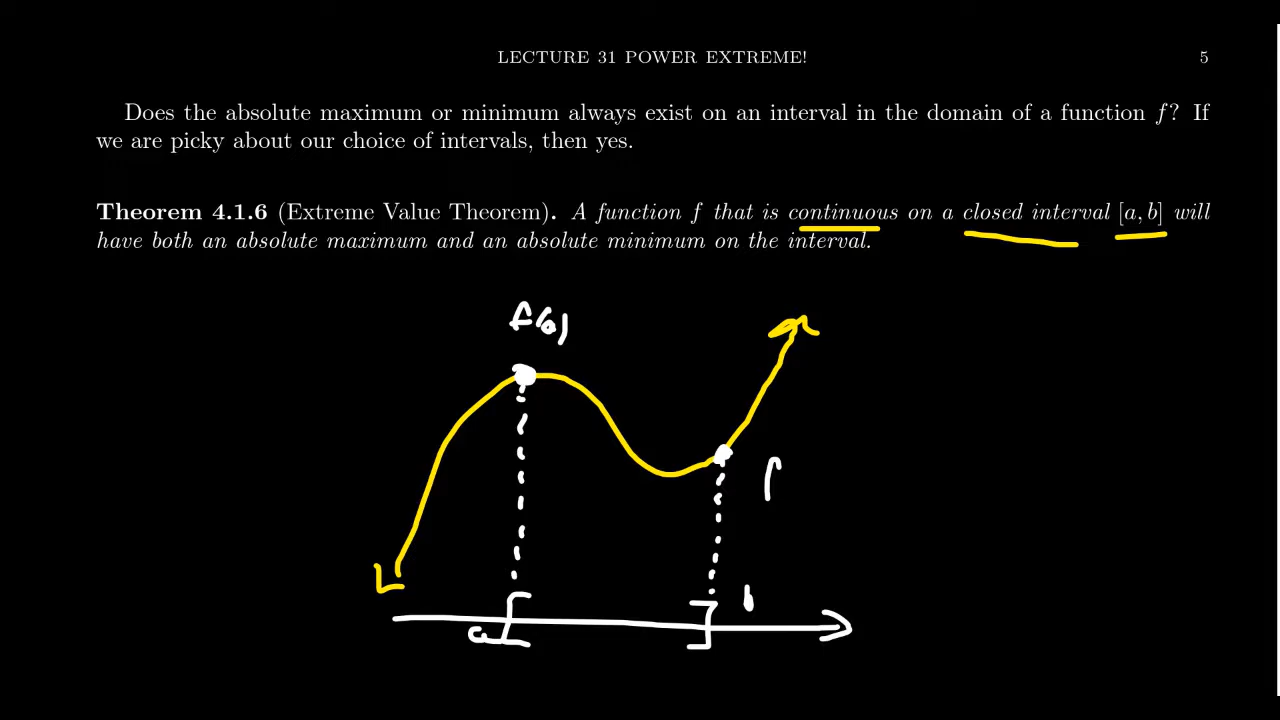 LECTURE 31 POWER EXTREME! 5
Does the absolute maximum or minimum always exist on an interval in the domain of a function f? If
we are picky about our choice of intervals, then yes.
Theorem 4.1.6 (Extreme Value Theorem). A function f that is continuous on a closed interval [a, b] will
have both an absolute maximum and an absolute minimum on the interval.
f(a)
a